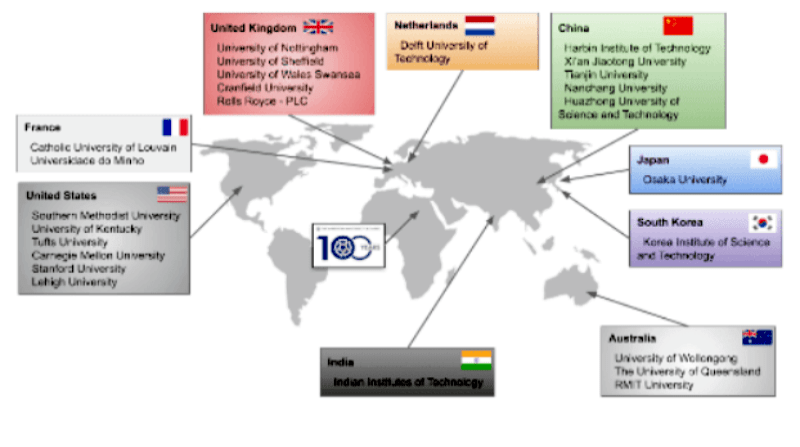 United Kingdom
University of Nottingham
University of Sheffield
University of Wales Swansea
Cranfield University
Rolls Royce - PLC
Netherlands
Delft University of
Technology
China
Harbin Institute of Technology
Xi'an Jiaotong University
Tianjin University
Nanchang University
Huazhong University of
Science and Technology
France
Catholic University of Louvain
Universidade do Minho
Japan
Osaka University
United States
Southern Methodist University
University of Kentucky
Tufts University
Carnegie Mellon University
Stanford University
Lehigh University
South Korea
Korea Institute of Science
and Technology
100 YEARS
India
Indian Institutes of Technology
Australia
University of Wollongong
The University of Queensland
RMIT University